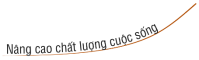 Nâng cao chất lượng cuộc sống